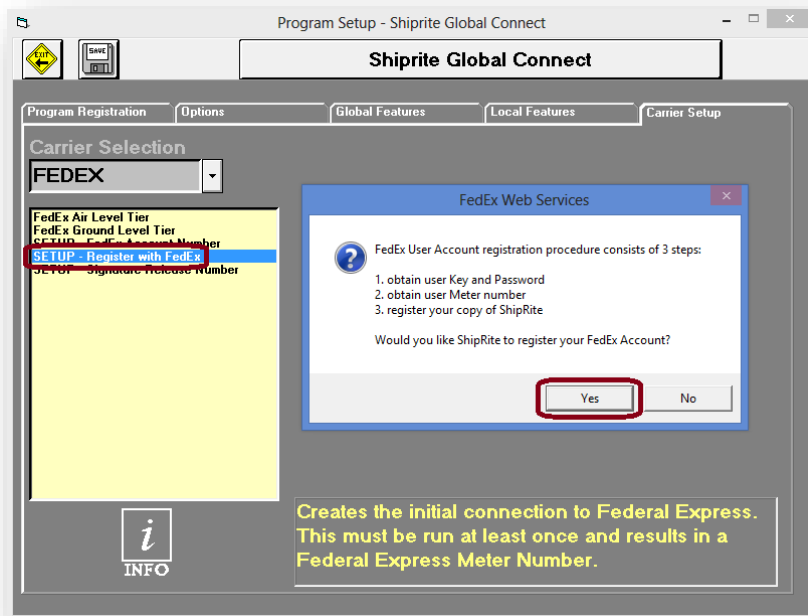 Program Setup - Shiprite Global Connect
EXIT
SAVE
Shiprite Global Connect
Program Registration
Options
Global Features
Local Features
Carrier Setup
Carrier Selection
FEDEX
FedEx Air Level Tier
FedEx Ground Level Tier
SETUP - FedEx Account Number
SETUP - Register with FedEx
SETUP - Signature Release Number
FedEx Web Services
FedEx User Account registration procedure consists of 3 steps:
1. obtain user Key and Password
2. obtain user Meter number
3. register your copy of ShipRite
Would you like ShipRite to register your FedEx Account?
Yes
No
i
INFO
Creates the initial connection to Federal Express.
This must be run at least once and results in a
Federal Express Meter Number.